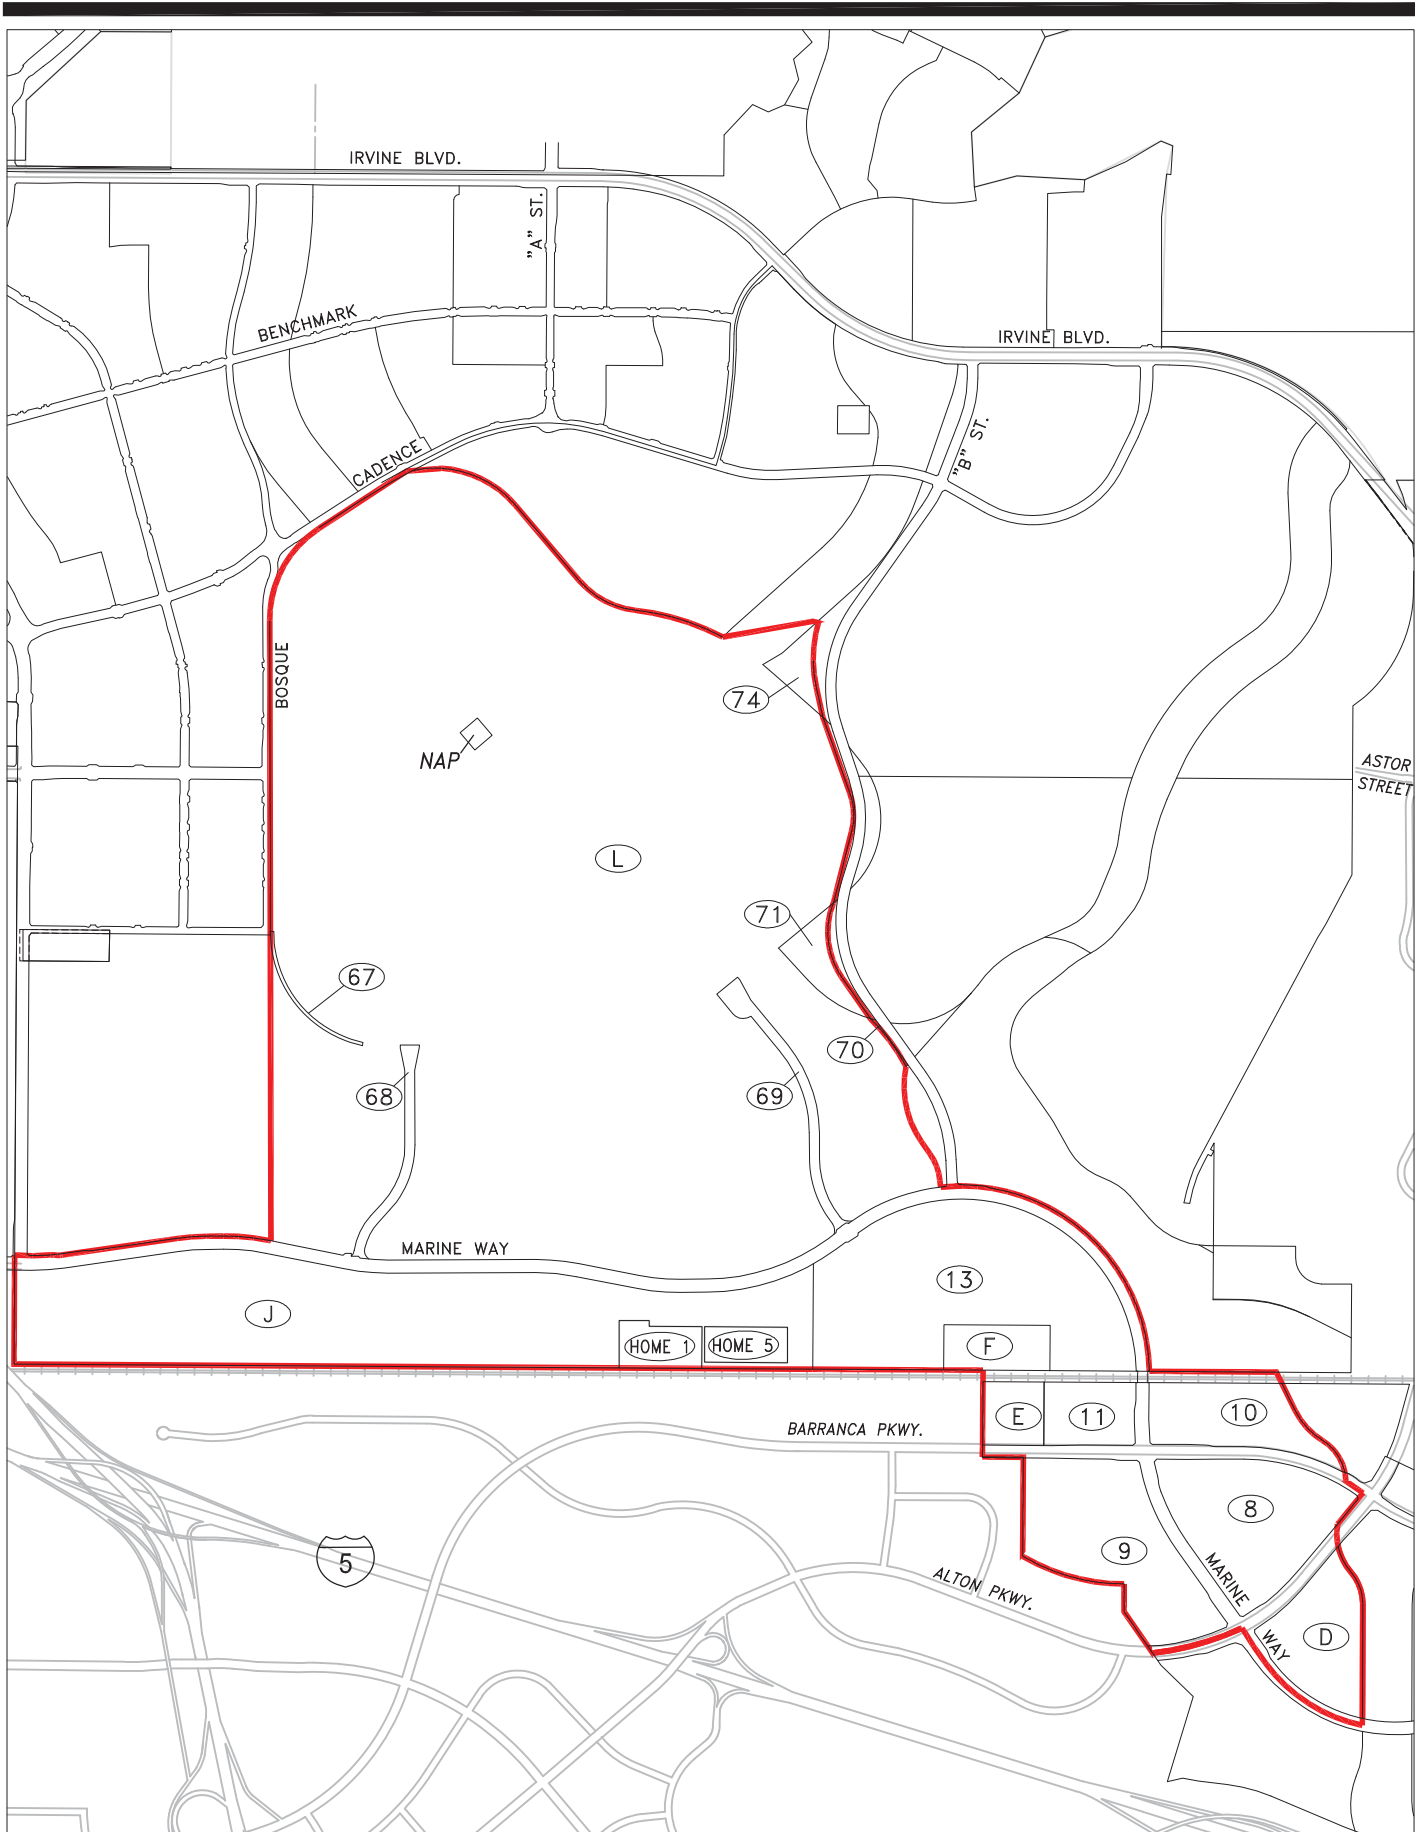 IRVINE BLVD.
"A" ST.
BENCHMARK
IRVINE BLVD.
"B" ST.
CADENCE
BOSQUE
74
NAP
ASTOR
STREET
L
71
67
70
68
69
MARINE WAY
13
J
HOME 1
HOME 5
F
E
11
10
BARRANCA PKWY.
8
9
5
ALTON PKWY.
MARINE
WAY
D